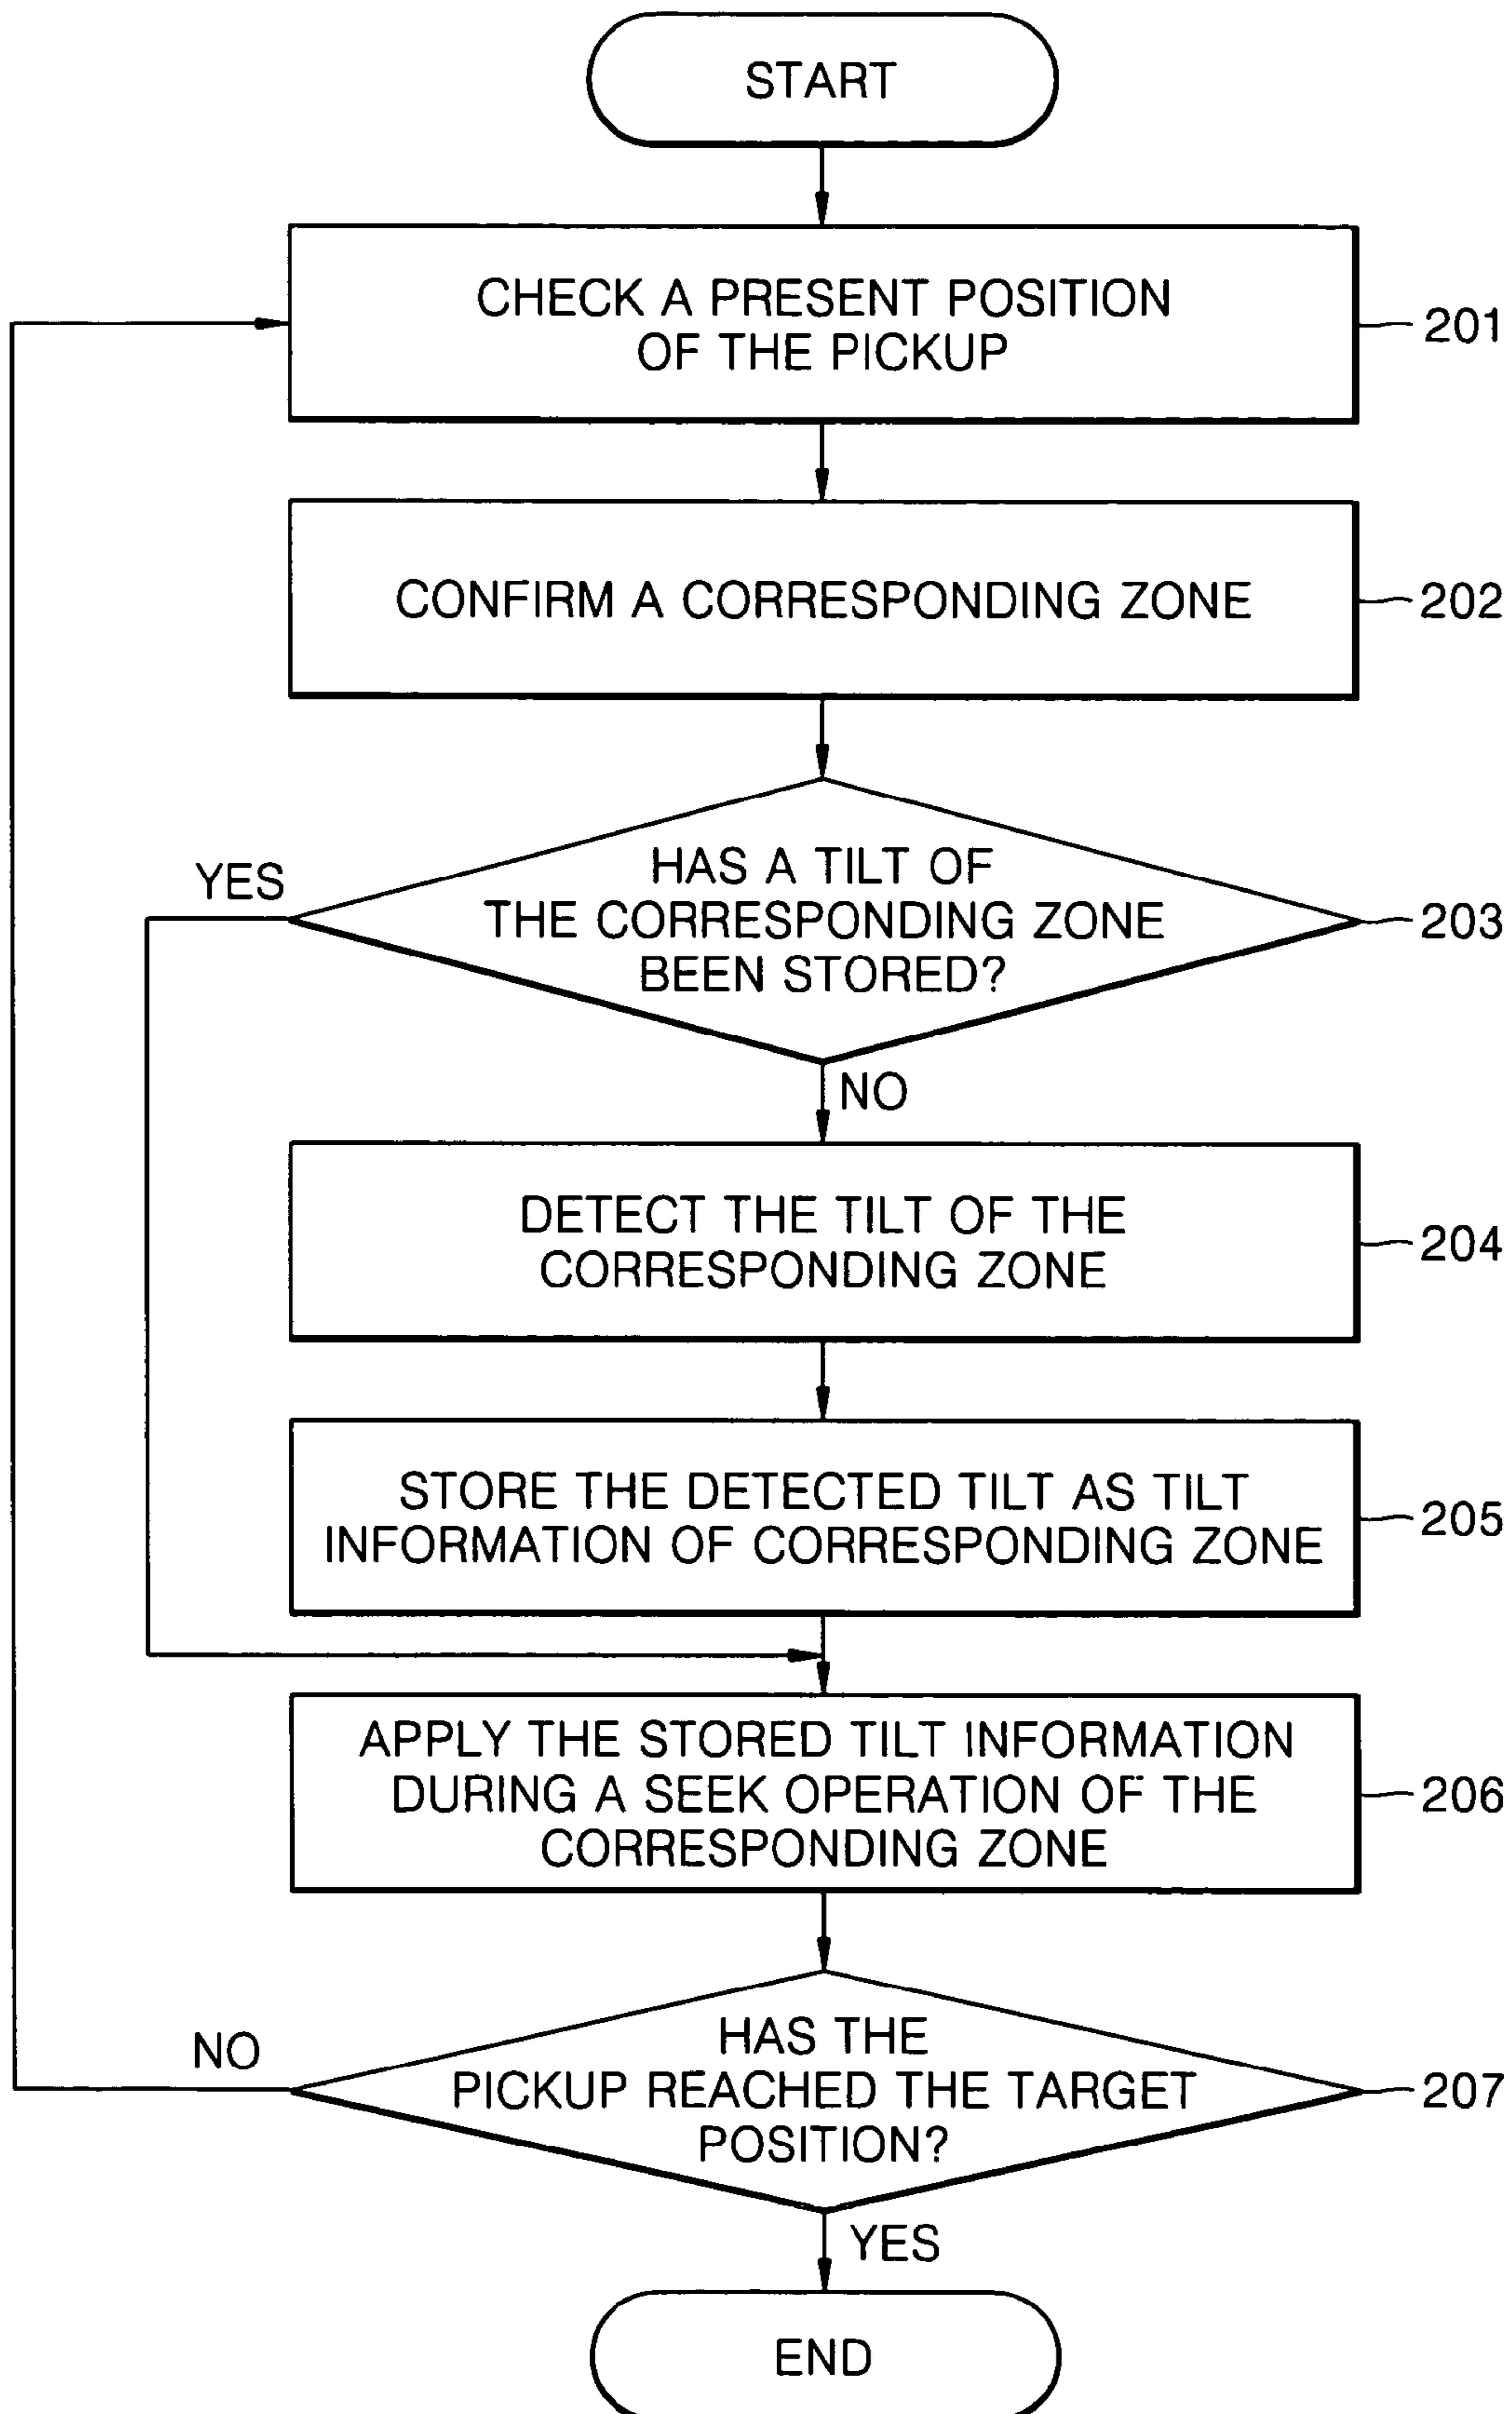 START
CHECK A PRESENT POSITION
OF THE PICKUP
201
CONFIRM A CORRESPONDING ZONE
202
HAS A TILT OF
THE CORRESPONDING ZONE
BEEN STORED?
203
YES
NO
DETECT THE TILT OF THE
CORRESPONDING ZONE
204
STORE THE DETECTED TILT AS TILT
INFORMATION OF CORRESPONDING ZONE
205
APPLY THE STORED TILT INFORMATION
DURING A SEEK OPERATION OF THE
CORRESPONDING ZONE
206
HAS THE
PICKUP REACHED THE TARGET
POSITION?
207
NO
YES
END